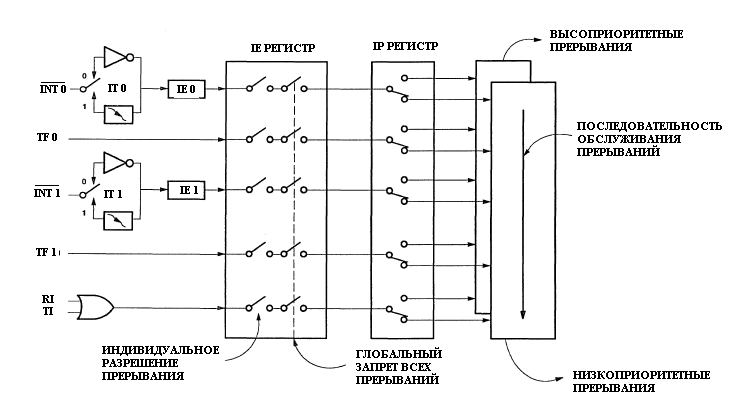 ВЫСОПРИОРИТЕТНЫЕ
ПРЕРЫВАНИЯ
IE РЕГИСТР
IP РЕГИСТР
0
INT 0
IT 0
IE 0
1
TF 0
ПОСЛЕДОВАТЕЛЬНОСТЬ
ОБСЛУЖИВАНИЯ
ПРЕРЫВАНИЙ
0
INT 1
IT 1
IE 1
1
TF 1
RI
TI
ИНДИВИДУАЛЬНОЕ
РАЗРЕШЕНИЕ
ПРЕРЫВАНИЯ
ГЛОБАЛЬНЫЙ
ЗАПРЕТ ВСЕХ
ПРЕРЫВАНИЙ
НИЗКОПРИОРИТЕТНЫЕ
ПРЕРЫВАНИЯ